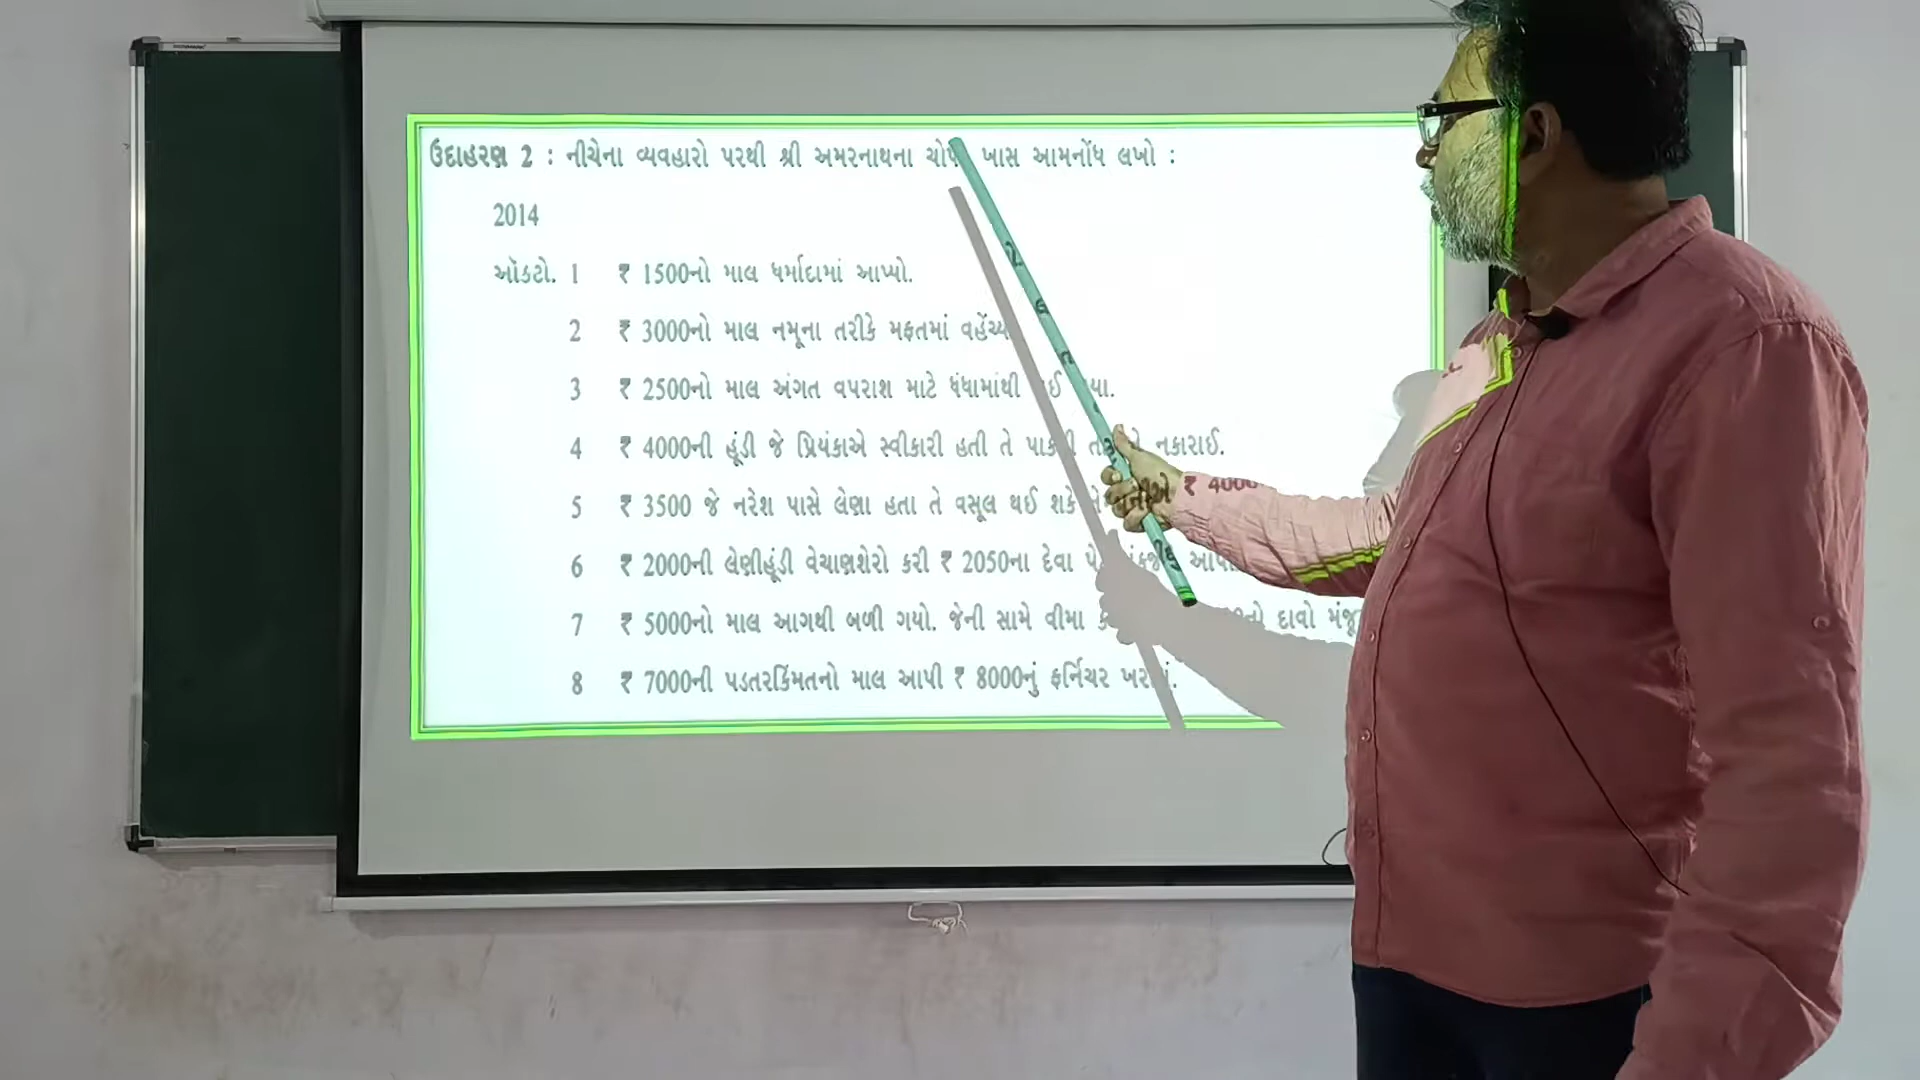 ઉદાહરણ 2 : નીચેના વ્યવહારો પરથી શ્રી અમરનાથના ખાસ આમનોંધ લખો :
2014
ઑક્ટો. 1 ₹ 1500નો માલ ધર્માદામાં આપ્યો.
2 ₹ 3000નો માલ નમૂના તરીકે મફતમાં
3 ₹ 2500નો માલ અંગત વપરાશ માટે ધંધામાંથી
4 ₹ 4000ની હૂંડી જે પ્રિયંકાએ સ્વીકારી હતી તે નકારાઈ.
5 ₹ 3500 જે નરેશ પાસે લેણા હતા તે વસૂલ થઈ શકે ₹ 4000
6 ₹ 2000ની લેણીહૂંડી વેચાણશેરો કરી ₹ 2050ના દેવા
7 ₹ 5000નો માલ આગથી બળી ગયો. જેની સામે વીમા દાવો
8 ₹ 7000ની પડતરકિંમતનો માલ આપી ₹ 8000નું ફર્નિચર